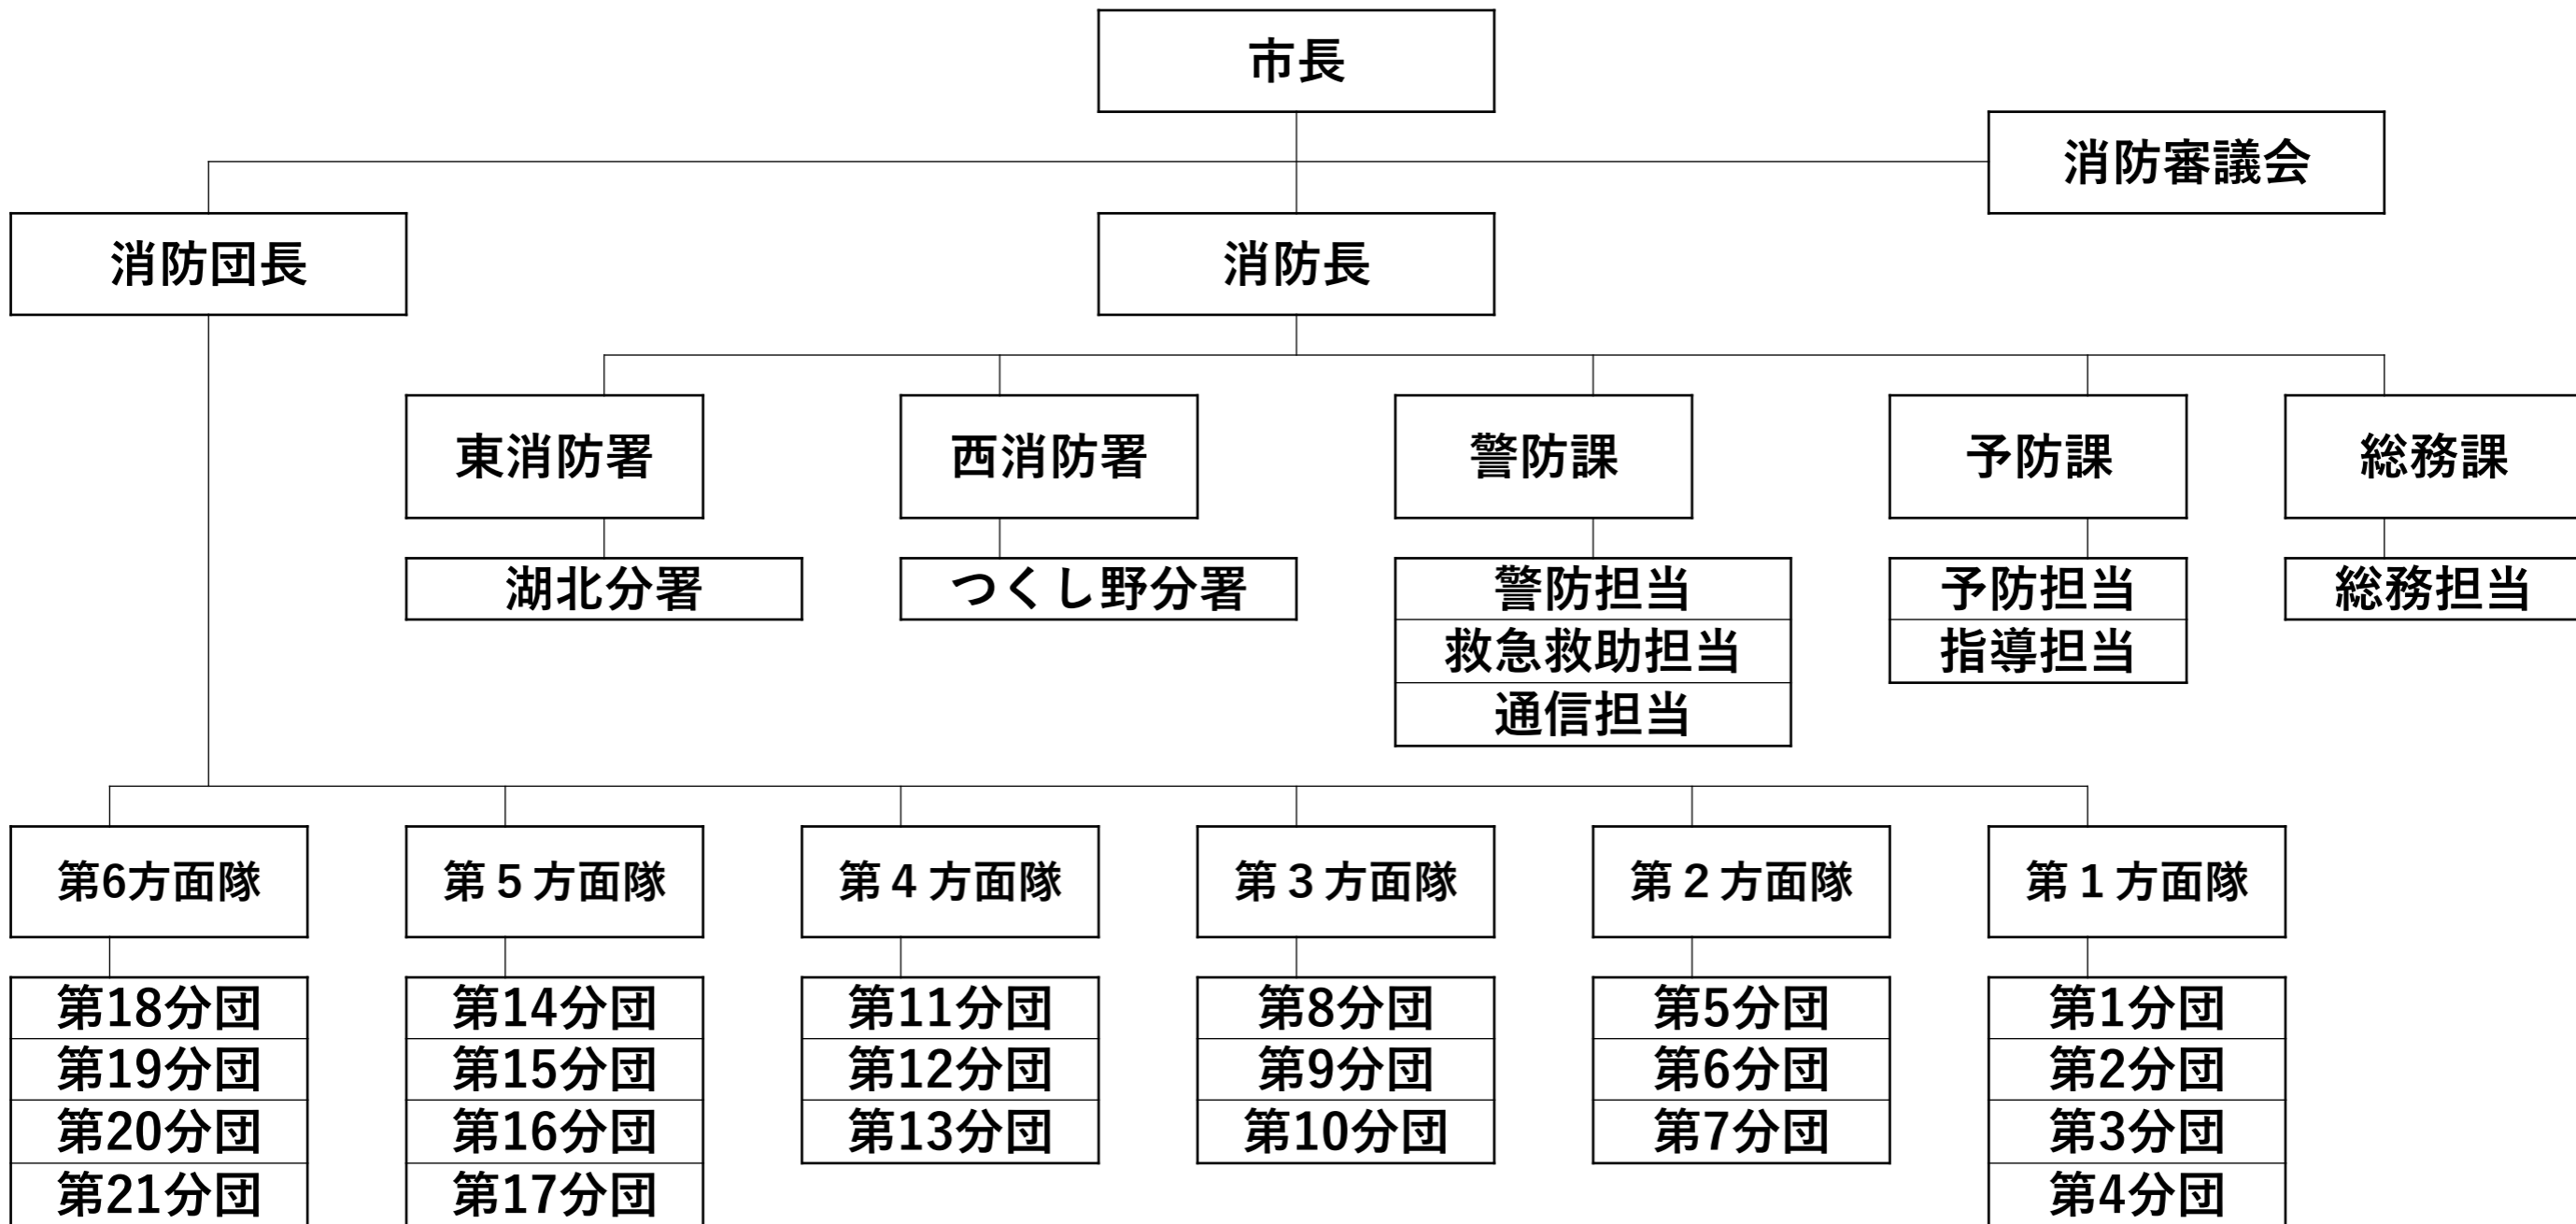 市長
消防審議会
消防団長
消防長
東消防署
西消防署
警防課
予防課
総務課
湖北分署
つくし野分署
警防担当
予防担当
総務担当
救急救助担当
指導担当
通信担当
第6方面隊
第５方面隊
第４方面隊
第３方面隊
第２方面隊
第１方面隊
第18分団
第14分団
第11分団
第8分団
第5分団
第1分団
第19分団
第15分団
第12分団
第9分団
第6分団
第2分団
第20分団
第16分団
第13分団
第10分団
第7分団
第3分団
第21分団
第17分団
第4分団